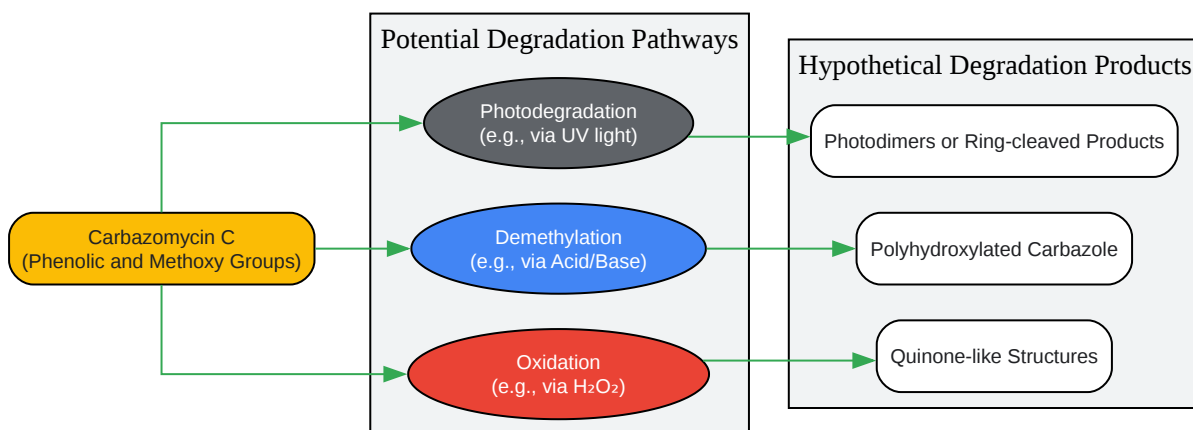 Potential Degradation Pathways
Hypothetical Degradation Products
Photodegradation
(e.g., via UV light)
Photodimers or Ring-cleaved Products
Carbazomycin C
(Phenolic and Methoxy Groups)
Demethylation
(e.g., via Acid/Base)
Polyhydroxylated Carbazole
Oxidation
(e.g., via H₂O₂)
Quinone-like Structures